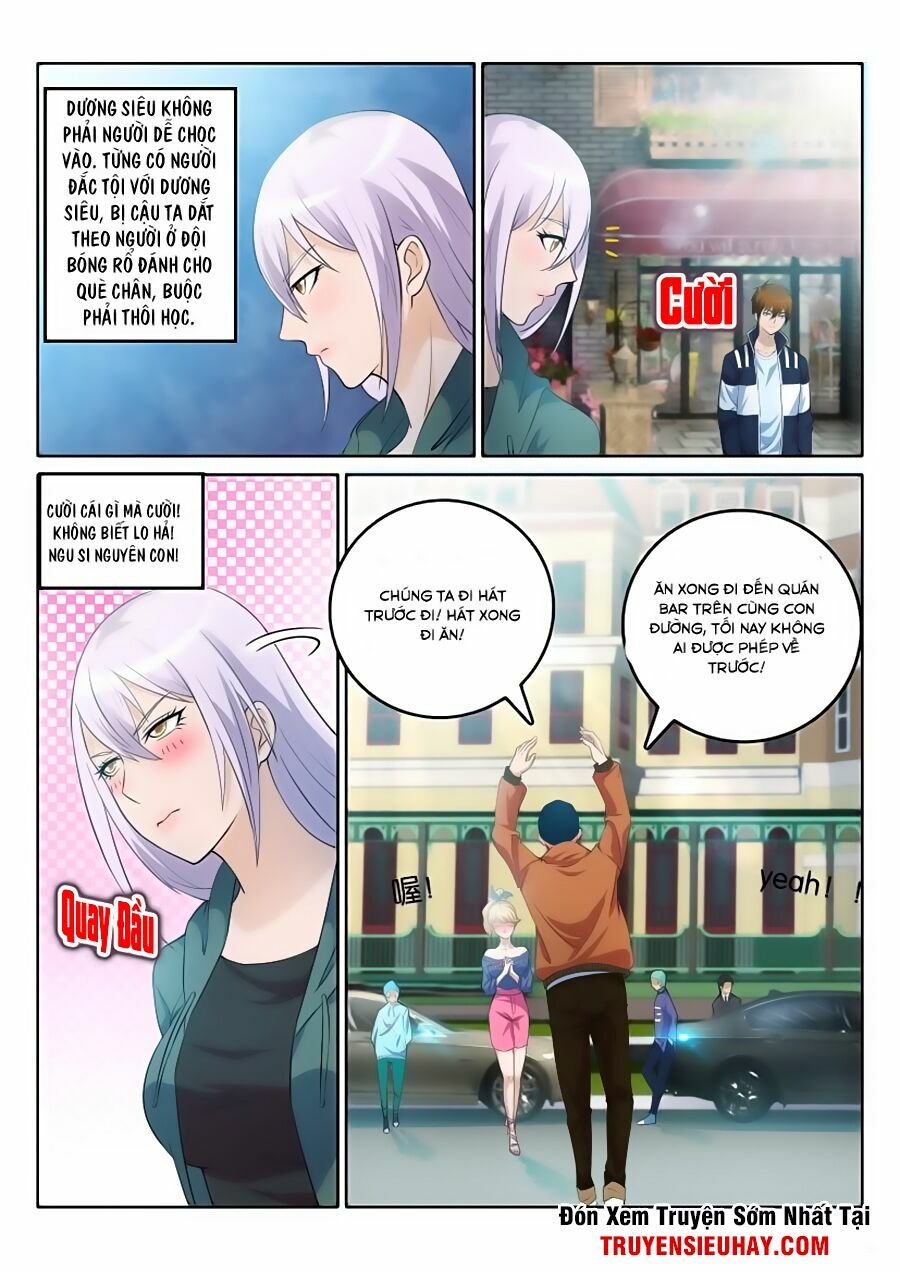 DƯƠNG SIÊU KHÔNG
PHẢI NGƯỜI DỄ CHỌC
VÀO. TỪNG CÓ NGƯỜI
ĐẮC TỘI VỚI DƯƠNG
SIÊU, BỊ CẬU TA DẮT
THEO NGƯỜI Ở ĐỘI
BÓNG RỔ ĐÁNH CHO
QUÈ CHÂN, BUỘC
PHẢI THÔI HỌC.
Cười
CƯỜI CÁI GÌ MÀ CƯỜI!
KHÔNG BIẾT LO HẢ!
NGU SI NGUYÊN CON!
Quay Đầu
CHÚNG TA ĐI HÁT
TRƯỚC ĐI! HÁT XONG
ĐI ĂN!
ĂN XONG ĐI ĐẾN QUÁN
BAR TRÊN CÙNG CON
ĐƯỜNG, TỐI NAY KHÔNG
AI ĐƯỢC PHÉP VỀ
TRƯỚC!
喔!
yeah! !
Đón Xem Truyện Sớm Nhất Tại
TRUYENSIEUHAY.COM